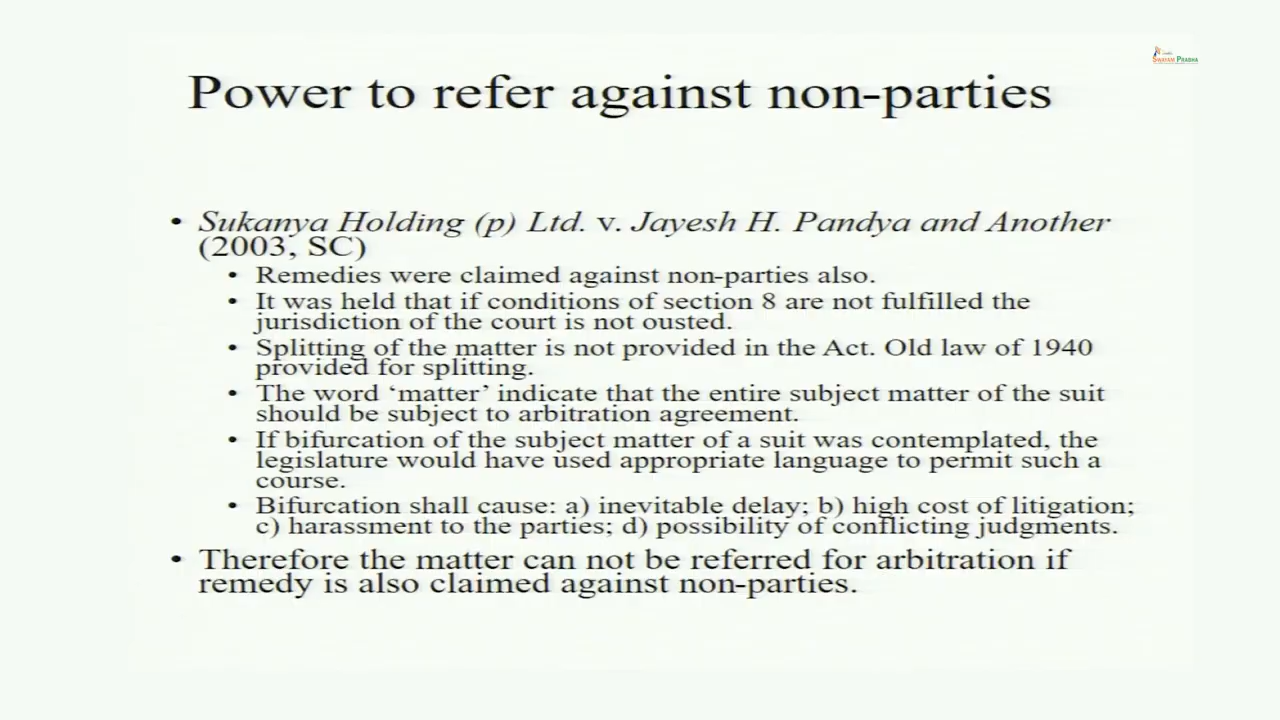 SWAYAM PRABHA
Power to refer against non-parties
• Sukanya Holding (p) Ltd. v. Jayesh H. Pandya and Another
(2003, SC)
• Remedies were claimed against non-parties also.
• It was held that if conditions of section 8 are not fulfilled the
jurisdiction of the court is not ousted.
• Splitting of the matter is not provided in the Act. Old law of 1940
provided for splitting.
• The word ‘matter’ indicate that the entire subject matter of the suit
should be subject to arbitration agreement.
• If bifurcation of the subject matter of a suit was contemplated, the
legislature would have used appropriate language to permit such a
course.
• Bifurcation shall cause: a) inevitable delay; b) high cost of litigation;
c) harassment to the parties; d) possibility of conflicting judgments.
• Therefore the matter can not be referred for arbitration if
remedy is also claimed against non-parties.